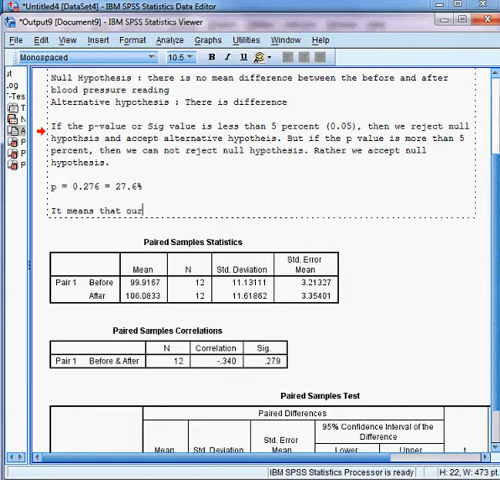 *Untitled4 [DataSet4] - IBM SPSS Statistics Data Editor
*Output9 [Document9] - IBM SPSS Statistics Viewer
File Edit View Insert Format Analyze Graphs Utilities Window Help
Monospaced 10.5 B I U
Null Hypothesis : there is no mean difference between the before and after
blood pressure reading
Alternative hypothesis : There is difference
If the p-value or Sig value is less than 5 percent (0.05), then we reject null
hypothsis and accept alternative hypotheis. But if the p value is more than 5
percent, then we can not reject null hypothesis. Rather we accept null
hypothesis.
p = 0.276 = 27.6%
It means that our
Paired Samples Statistics
Mean N Std. Deviation Std. Error Mean
Pair 1 Before 99.9167 12 11.13111 3.21327
After 106.0833 12 11.61862 3.35401
Paired Samples Correlations
N Correlation Sig.
Pair 1 Before & After 12 -.340 .279
Paired Samples Test
Paired Differences
95% Confidence Interval of the Difference
Mean Std. Deviation Std. Error Mean Lower Upper t
IBM SPSS Statistics Processor is ready H: 22, W: 473 pt.